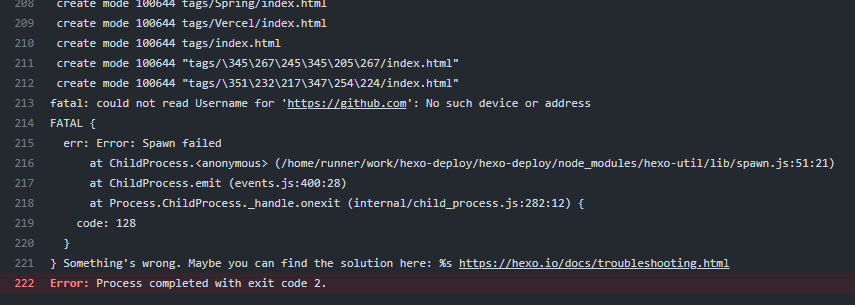 208 create mode 100644 tags/Spring/index.html
209 create mode 100644 tags/Vercel/index.html
210 create mode 100644 tags/index.html
211 create mode 100644 "tags/\345\267\245\345\205\267/index.html"
212 create mode 100644 "tags/\351\232\217\347\254\224/index.html"
213 fatal: could not read Username for 'https://github.com': No such device or address
214 FATAL {
215 err: Error: Spawn failed
216 at ChildProcess.<anonymous> (/home/runner/work/hexo-deploy/hexo-deploy/node_modules/hexo-util/lib/spawn.js:51:21)
217 at ChildProcess.emit (events.js:400:28)
218 at Process.ChildProcess._handle.onexit (internal/child_process.js:282:12) {
219 code: 128
220 }
221 } Something's wrong. Maybe you can find the solution here: %s https://hexo.io/docs/troubleshooting.html
222 Error: Process completed with exit code 2.